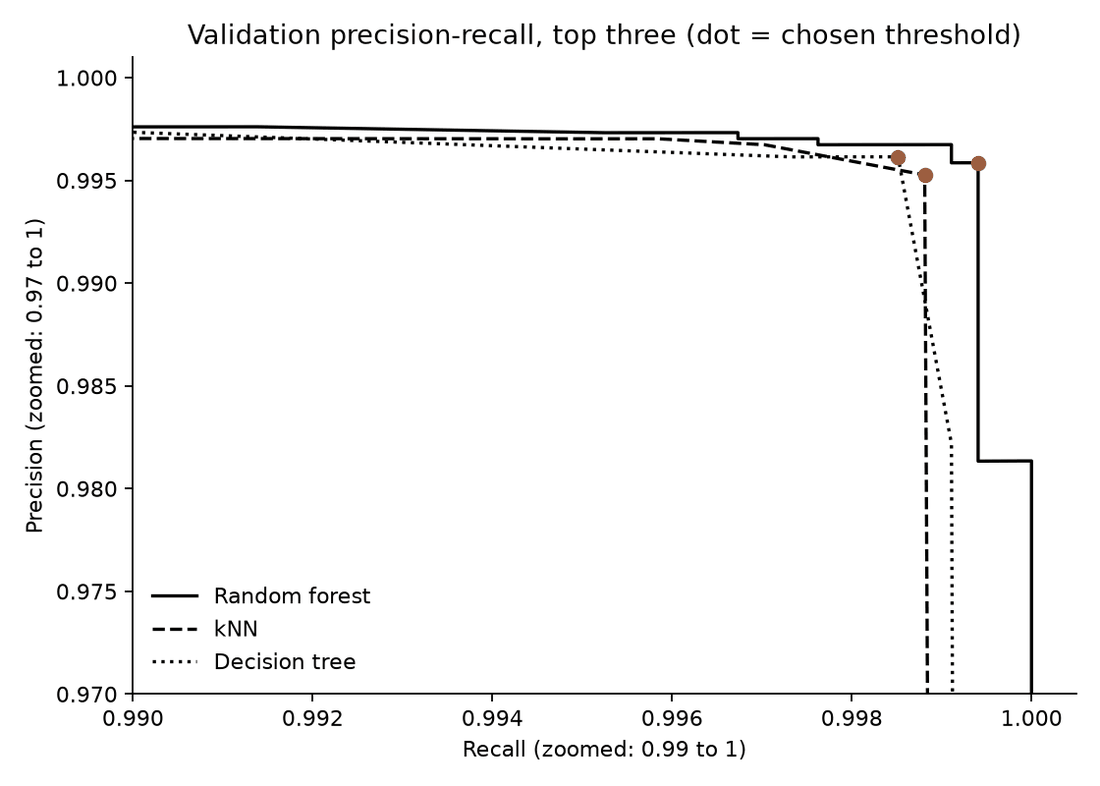 Validation precision-recall, top three (dot = chosen threshold)
Precision (zoomed: 0.97 to 1)
1.000
0.995
0.990
0.985
0.980
0.975
0.970
Random forest
kNN
Decision tree
0.990 0.992 0.994 0.996 0.998 1.000
Recall (zoomed: 0.99 to 1)